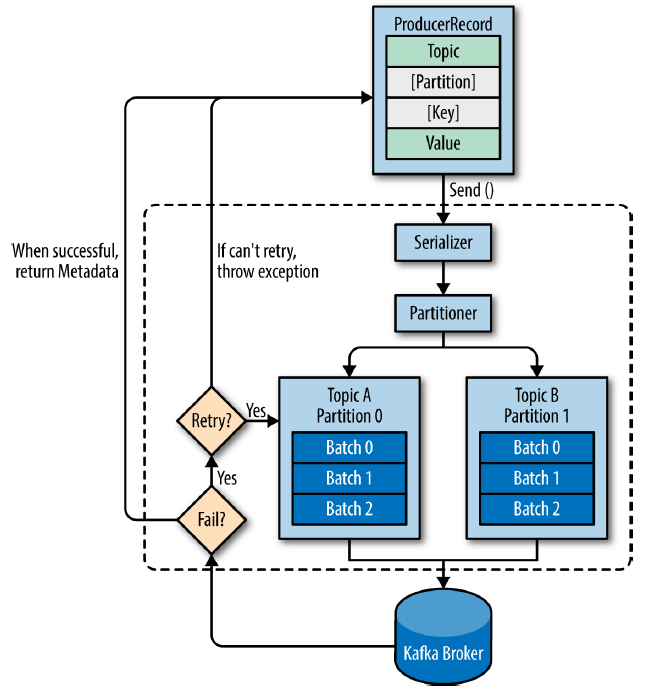 ProducerRecord
Topic
[Partition]
[Key]
Value
Send ()
Serializer
Partitioner
When successful,
return Metadata
If can't retry,
throw exception
Topic A
Partition 0
Batch 0
Batch 1
Batch 2
Topic B
Partition 1
Batch 0
Batch 1
Batch 2
Retry?
Yes
Yes
Fail?
Kafka Broker